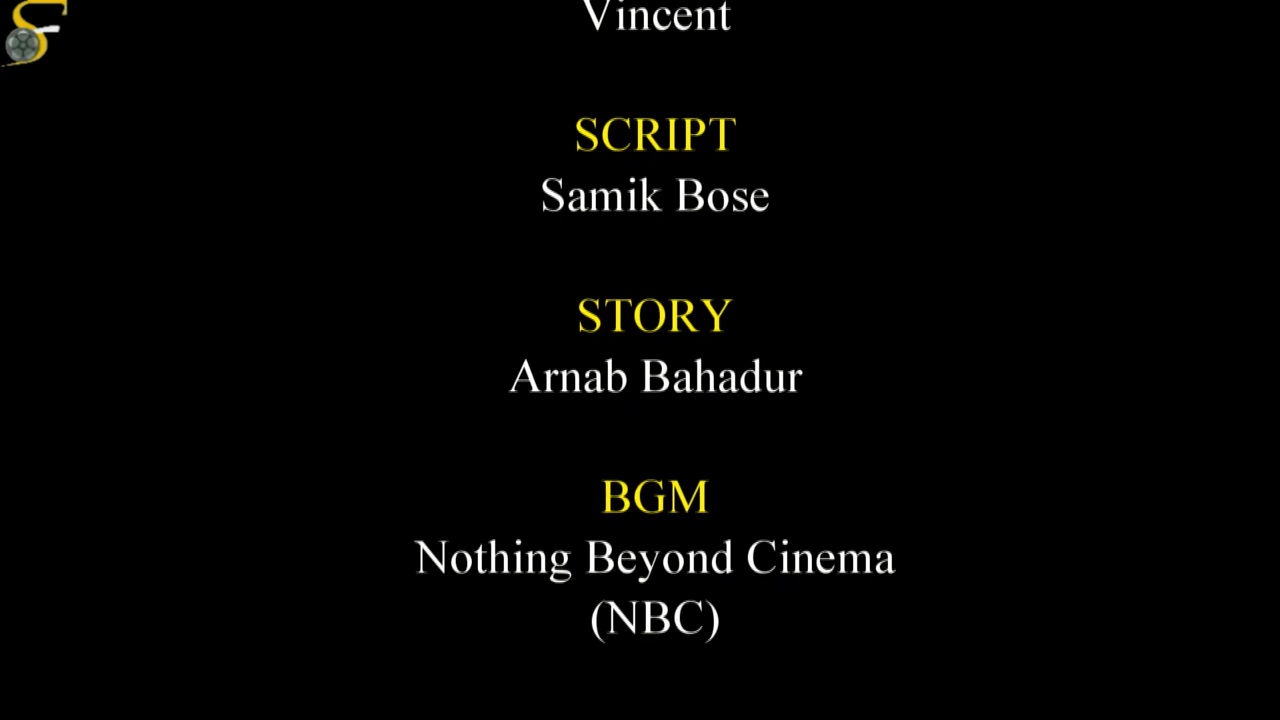 Vincent
SCRIPT
Samik Bose
STORY
Arnab Bahadur
BGM
Nothing Beyond Cinema
(NBC)